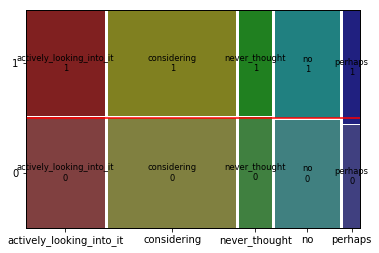 1
actively_looking_into_it
1
considering
1
never_thought
1
no
1
perhaps
1
0
actively_looking_into_it
0
considering
0
never_thought
0
no
0
perhaps
0
actively_looking_into_it
considering
never_thought
no
perhaps